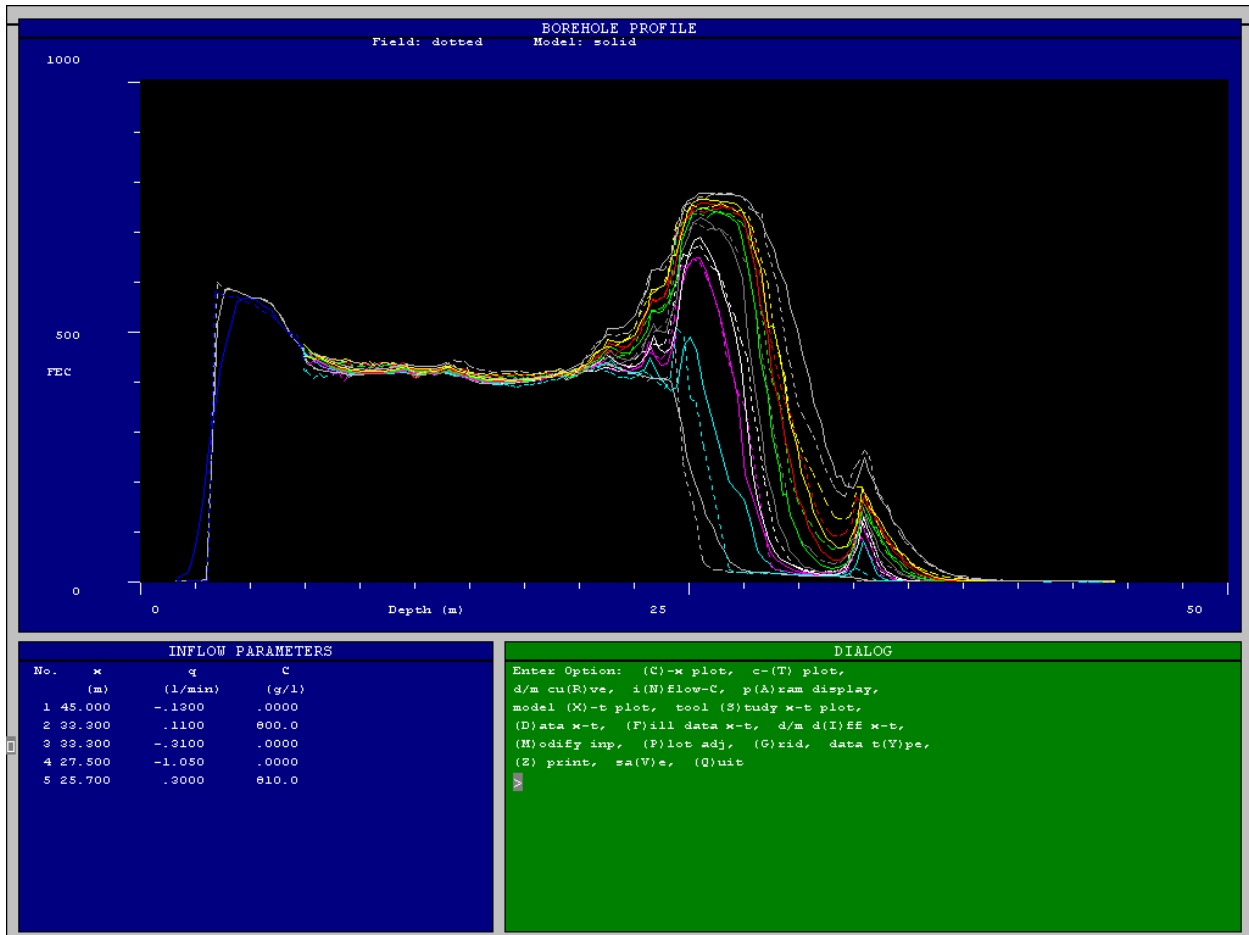 BOREHOLE PROFILE
Field: dotted Model: solid
1000
500
FEC
0
0 Depth (m) 25 50
INFLOW PARAMETERS
No. x q C
(m) (l/min) (g/l)
1 45.000 -.1300 .0000
2 33.300 .1100 800.0
3 33.300 -.3100 .0000
4 27.500 -1.050 .0000
5 25.700 .3000 810.0
DIALOG
Enter Option: (C)-x plot, c-(T) plot,
d/m cu(R)ve, i(N)flow-C, p(A)ram display,
model (X)-t plot, tool (S)tudy x-t plot,
(D)ata x-t, (F)ill data x-t, d/m d(I)ff x-t,
(M)odify inp, (P)lot adj, (G)rid, data t(Y)pe,
(Z) print, sa(V)e, (Q)uit
>